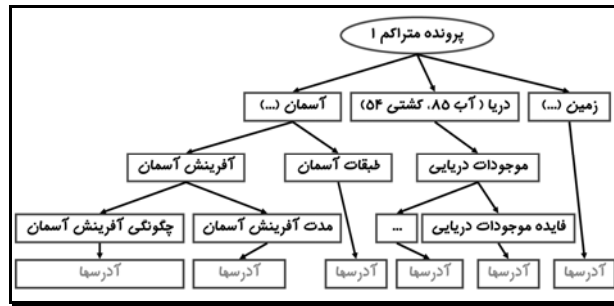 پرونده متراکم ۱
زمین (...)
دریا ( آب ۸۵، کشتی ۵۴)
آسمان (...)
موجودات دریایی
طبقات آسمان
آفرینش آسمان
فایده موجودات دریایی
...
مدت آفرینش آسمان
چگونگی آفرینش آسمان
آدرسها
آدرسها
آدرسها
آدرسها
آدرسها
آدرسها